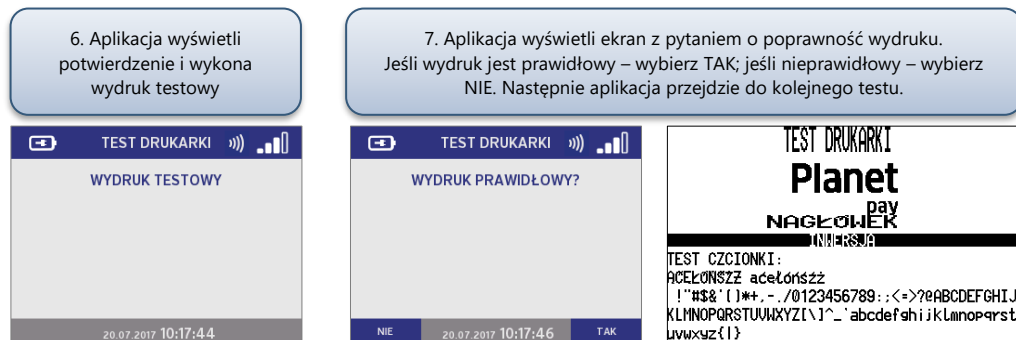 6. Aplikacja wyświetli
potwierdzenie i wykona
wydruk testowy
7. Aplikacja wyświetli ekran z pytaniem o poprawność wydruku.
Jeśli wydruk jest prawidłowy – wybierz TAK; jeśli nieprawidłowy – wybierz
NIE. Następnie aplikacja przejdzie do kolejnego testu.
TEST DRUKARKI
WYDRUK TESTOWY
20.07.2017 10:17:44
TEST DRUKARKI
WYDRUK PRAWIDŁOWY?
NIE 20.07.2017 10:17:46 TAK
TEST DRUKARKI
Planet
pay
NAGŁÓWEK
INWERSJA
TEST CZCIONKI:
ĄĆĘŁÓŃŚŻŹ ąćęłóńśżź
!"#$&'()*+,-./0123456789:;<=>?@ABCDEFGHIJ
KLMNOPQRSTUVWXYZ[\]^_`abcdefghijklmnopqrst
uvwxyz{|}